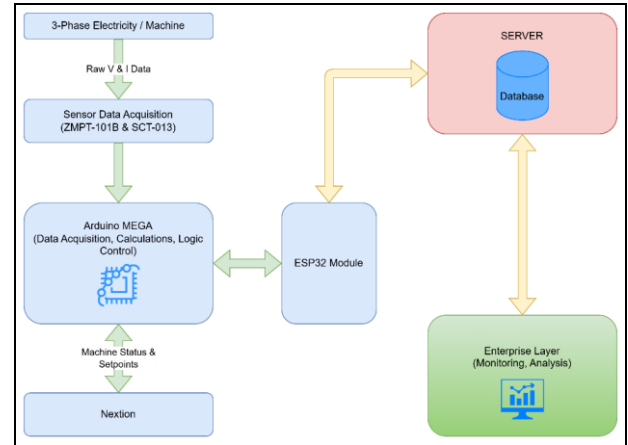 3-Phase Electricity / Machine
Raw V & I Data
Sensor Data Acquisition
(ZMPT-101B & SCT-013)
Arduino MEGA
(Data Acquisition, Calculations, Logic
Control)
Machine Status &
Setpoints
Nextion
ESP32 Module
SERVER
Database
Enterprise Layer
(Monitoring, Analysis)